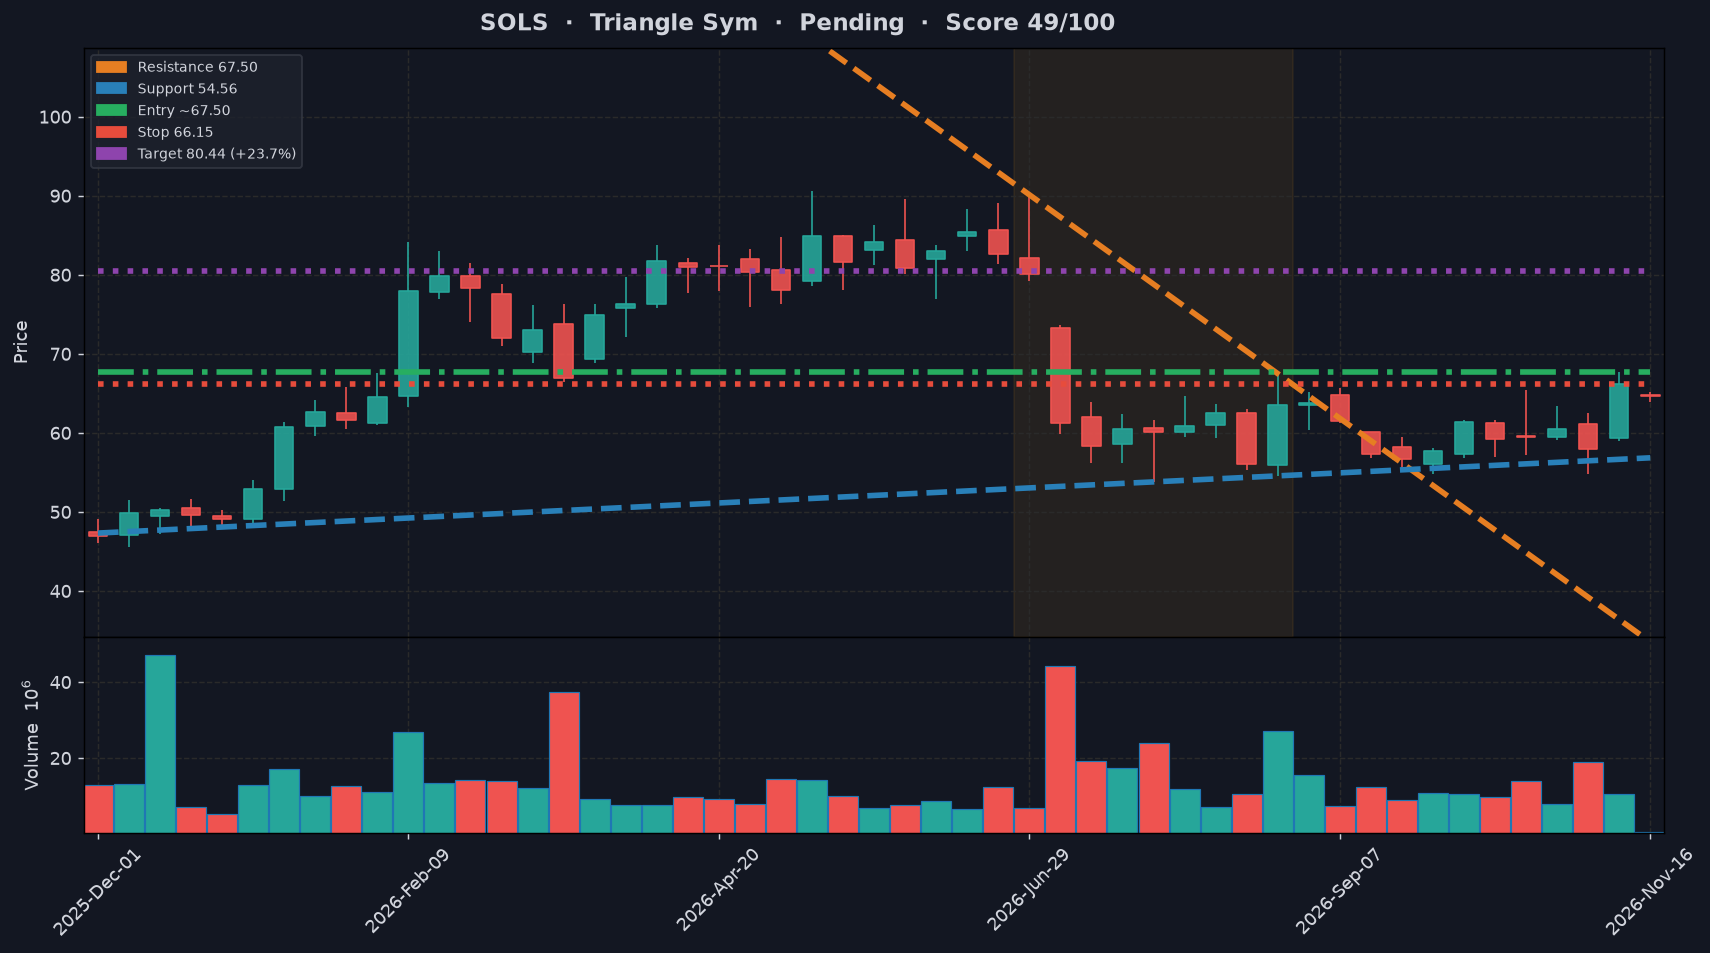 SOLS · Triangle Sym · Pending · Score 49/100
Resistance 67.50
Support 54.56
Entry ~67.50
Stop 66.15
Target 80.44 (+23.7%)
Price
100
90
80
70
60
50
40
Volume 10⁶
40
20
2025-Dec-01
2026-Feb-09
2026-Apr-20
2026-Jun-29
2026-Sep-07
2026-Nov-16